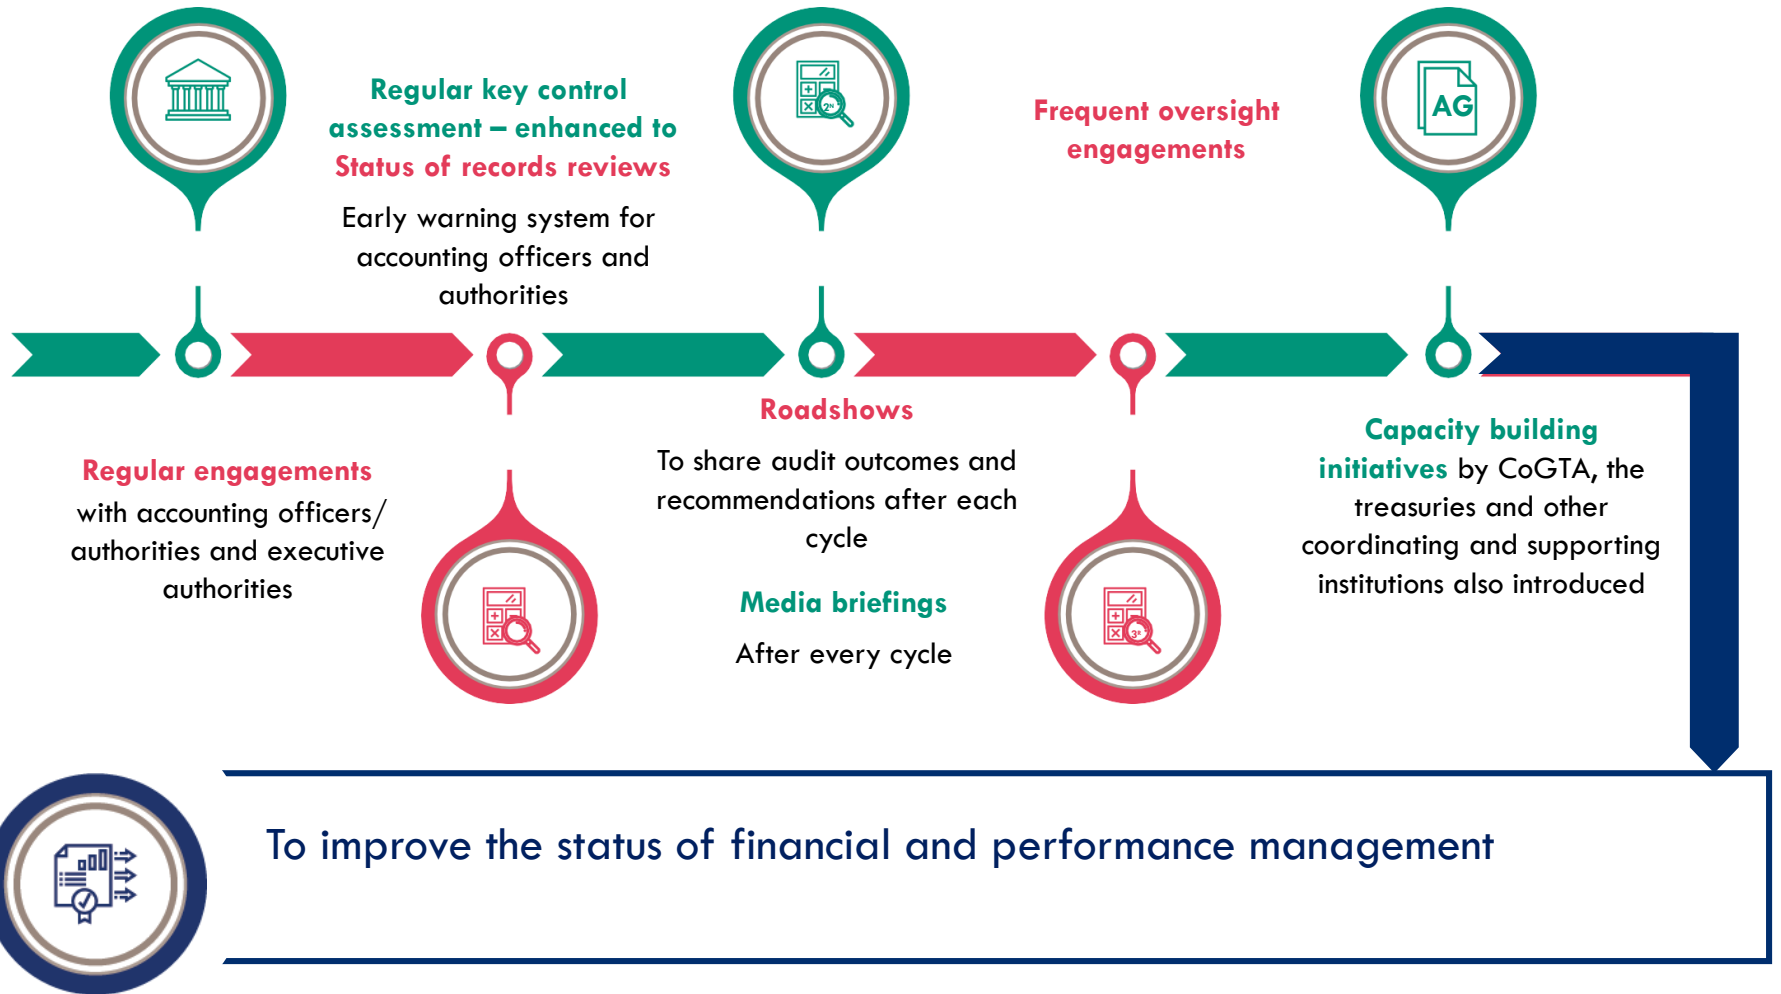 Regular engagements
with accounting officers/
authorities and executive
authorities
Regular key control
assessment – enhanced to
Status of records reviews
Early warning system for
accounting officers and
authorities
2ᴺ
Roadshows
To share audit outcomes and
recommendations after each
cycle
Media briefings
After every cycle
Frequent oversight
engagements
AG
Capacity building
initiatives by CoGTA, the
treasuries and other
coordinating and supporting
institutions also introduced
To improve the status of financial and performance management